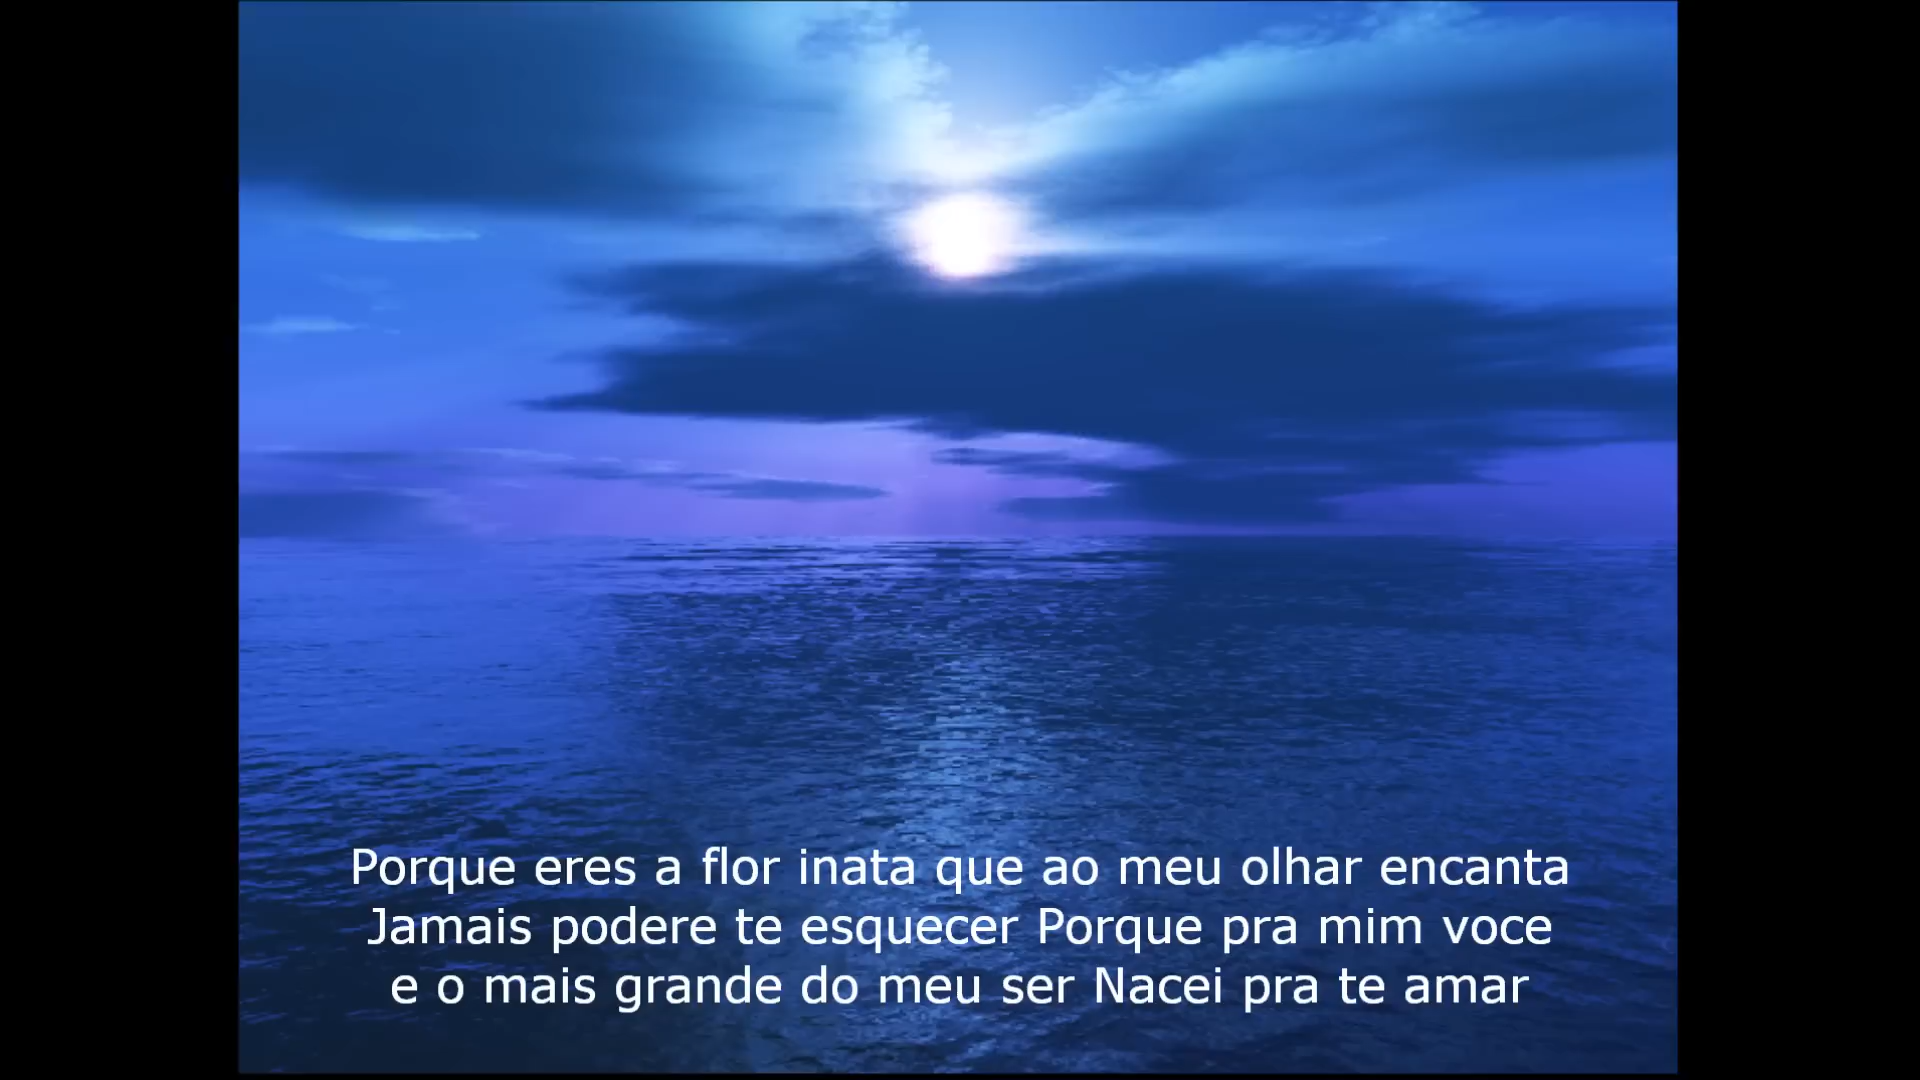 Porque eres a flor inata que ao meu olhar encanta
Jamais podere te esquecer Porque pra mim voce
e o mais grande do meu ser Nacei pra te amar